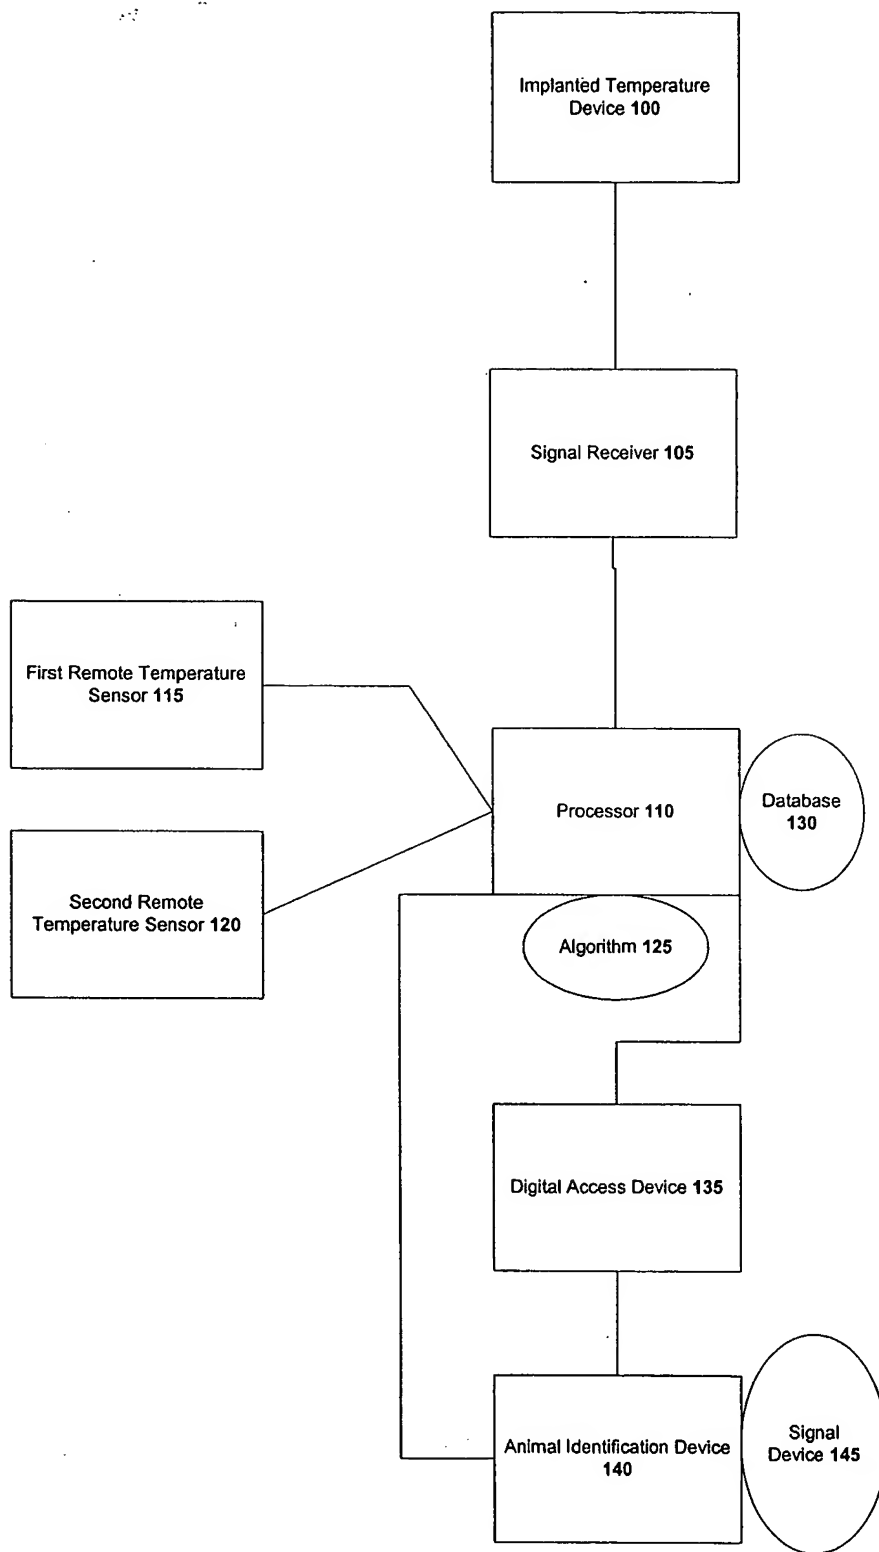 Implanted Temperature
Device 100
Signal Receiver 105
First Remote Temperature
Sensor 115
Processor 110
Database
130
Second Remote
Temperature Sensor 120
Algorithm 125
Digital Access Device 135
Animal Identification Device
140
Signal
Device 145